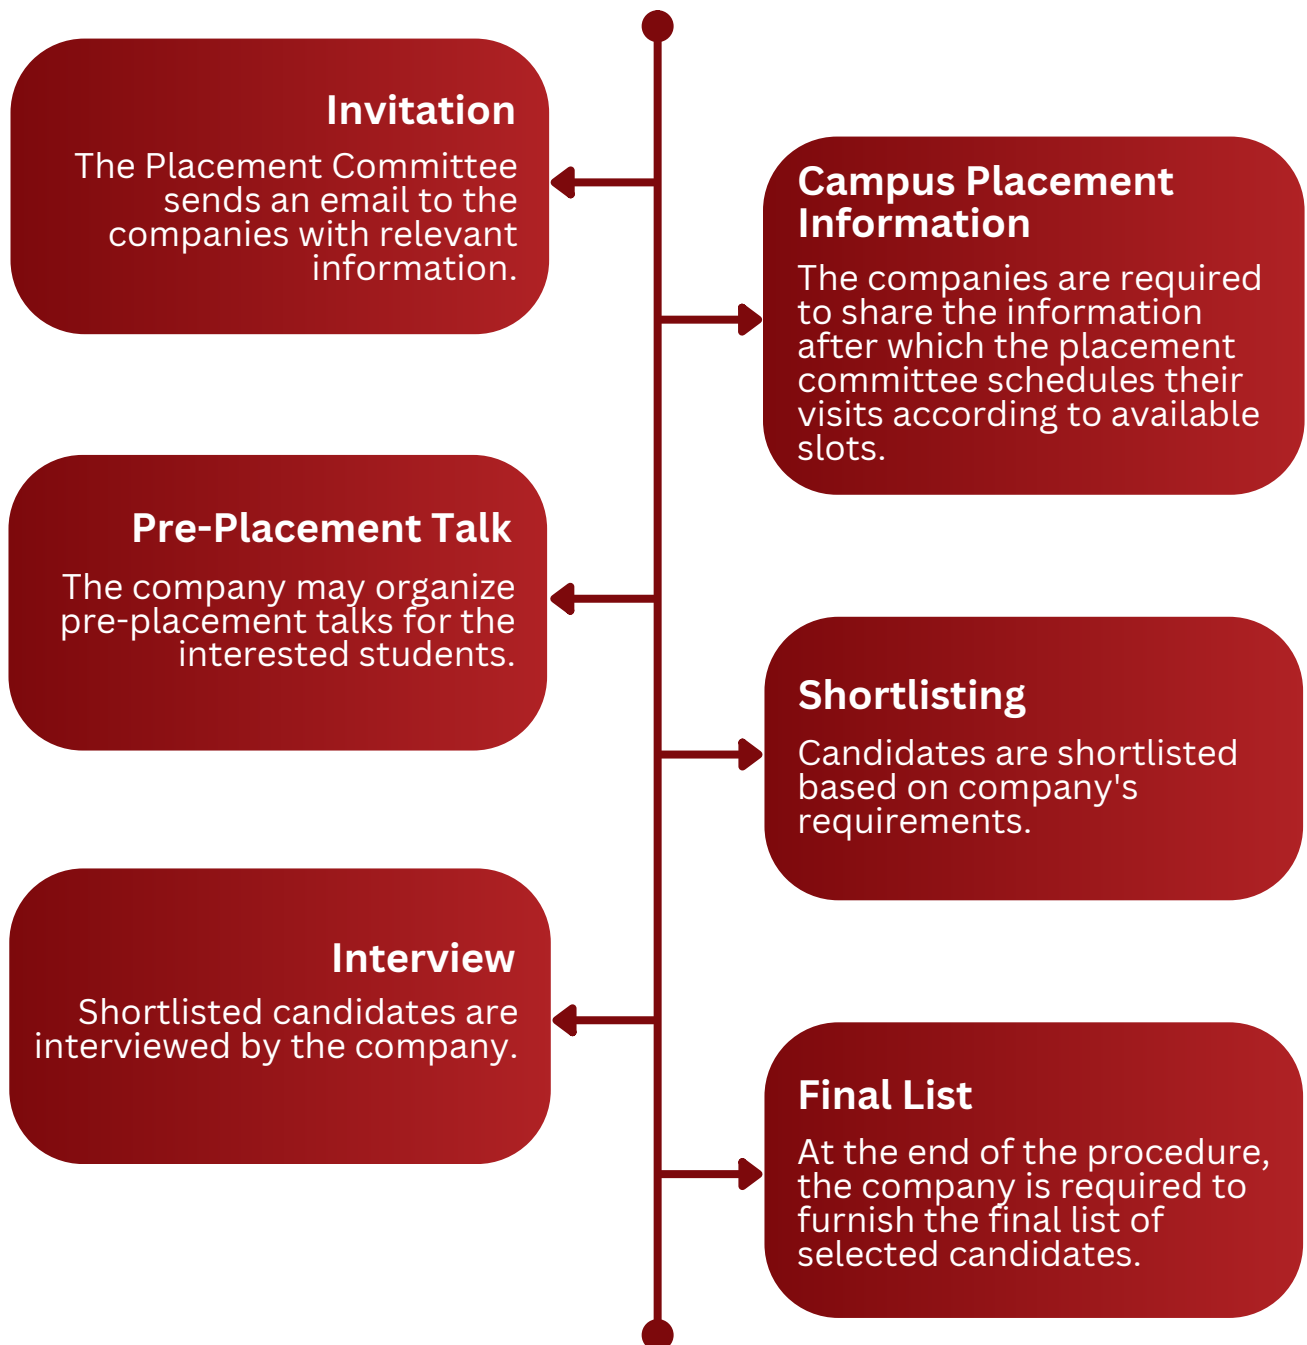 Invitation
The Placement Committee
sends an email to the
companies with relevant
information.
Campus Placement
Information
The companies are required
to share the information
after which the placement
committee schedules their
visits according to available
slots.
Pre-Placement Talk
The company may organize
pre-placement talks for the
interested students.
Shortlisting
Candidates are shortlisted
based on company's
requirements.
Interview
Shortlisted candidates are
interviewed by the company.
Final List
At the end of the procedure,
the company is required to
furnish the final list of
selected candidates.